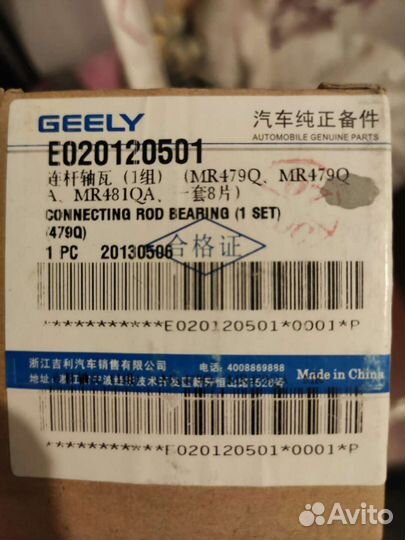 GEELY
汽车纯正备件
AUTOMOBILE GENUINE PARTS
E020120501
连杆轴瓦 (1组) (MR479Q、MR479Q
A、MR481QA、一套8片)
CONNECTING ROD BEARING (1 SET)
(479Q)
1 PC 20130506
合格证
***********E020120501*0001*P
浙江吉利汽车销售有限公司 电话: 4008869888
Made in China
***********E020120501*0001*P
Avito